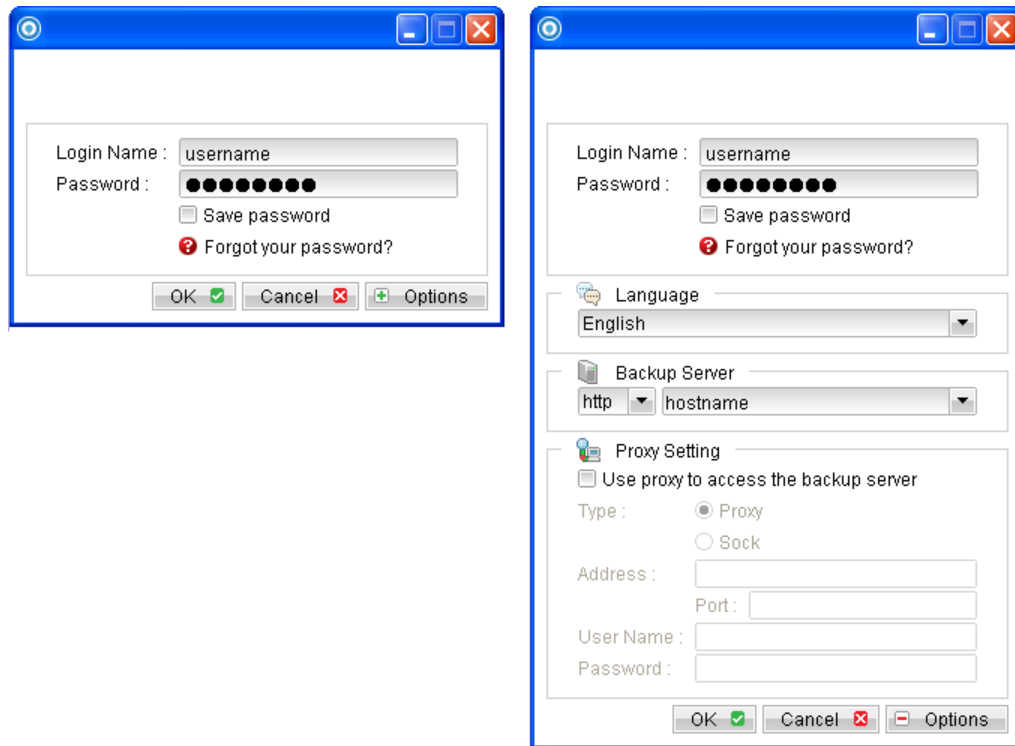 Login Name :
username
Password :
●●●●●●●●
Save password
Forgot your password?
OK
Cancel
Options
Login Name :
username
Password :
●●●●●●●●
Save password
Forgot your password?
Language
English
Backup Server
http
hostname
Proxy Setting
Use proxy to access the backup server
Type :
Proxy
Sock
Address :
Port :
User Name :
Password :
OK
Cancel
Options